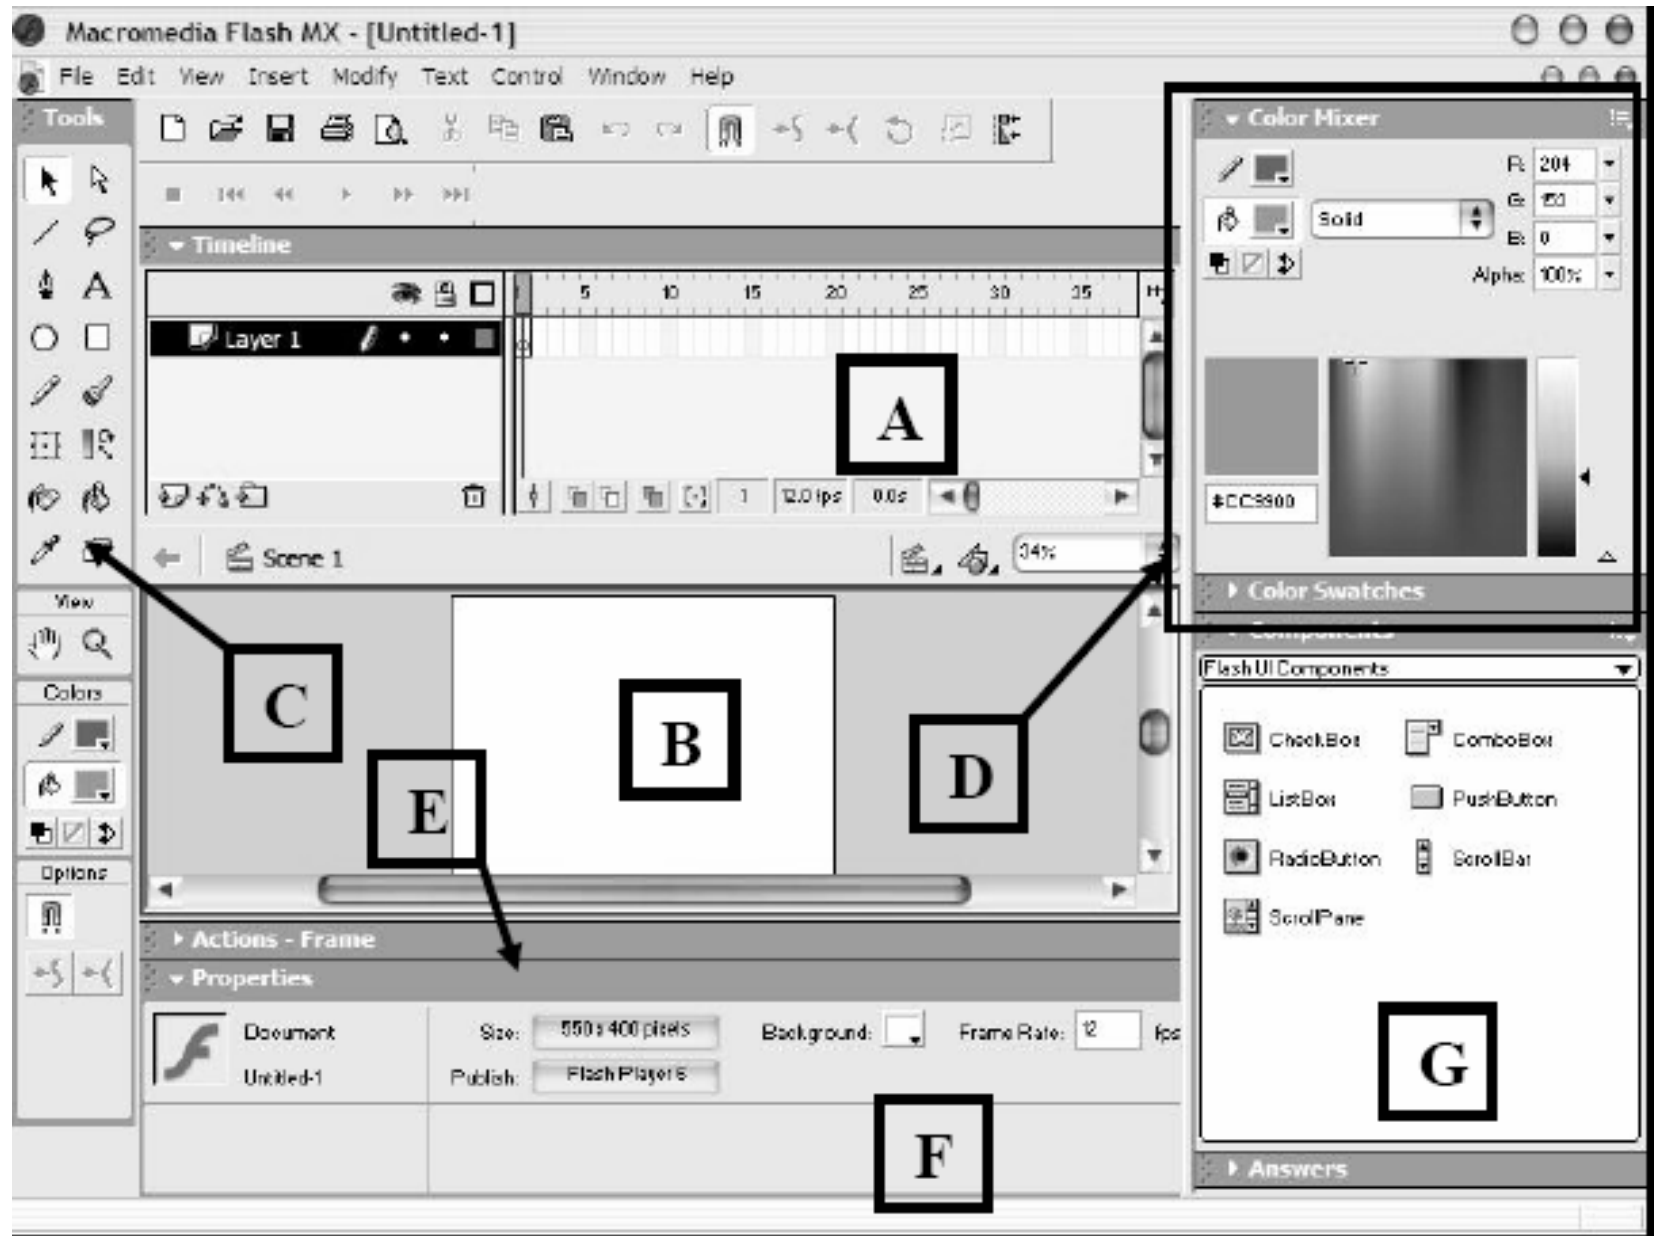 Macromedia Flash MX - [Untitled-1]
File Edit View Insert Modify Text Control Window Help
Tools
Timeline
5 10 15 20 25 30 35
Layer 1
A
1 12.0 fps 0.0s
Scene 1
34%
View
Colors
Options
C
B
E
D
Actions - Frame
Properties
Document
Untitled-1
Size: 550 x 400 pixels
Background:
Frame Rate: 12 fps
Publish: Flash Player 6
F
Color Mixer
R: 204
Solid
G: 153
B: 0
Alpha: 100%
#CC9900
Color Swatches
Components
Flash UI Components
CheckBox
ComboBox
ListBox
PushButton
RadioButton
ScrollBar
ScrollPane
G
Answers